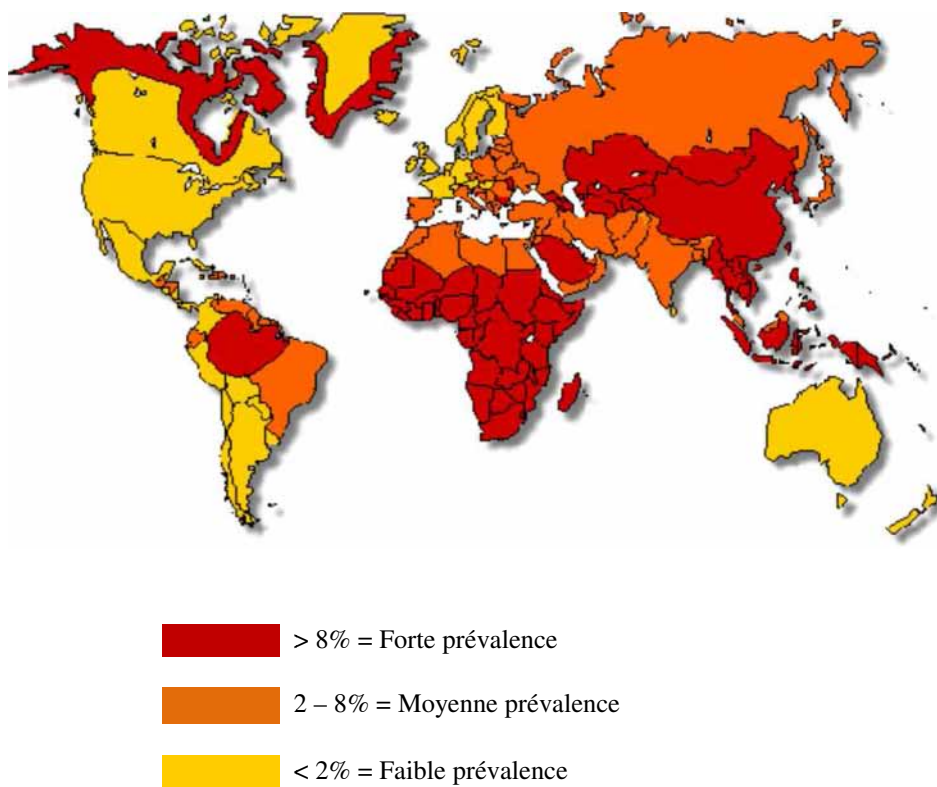 > 8% = Forte prévalence
2 – 8% = Moyenne prévalence
< 2% = Faible prévalence